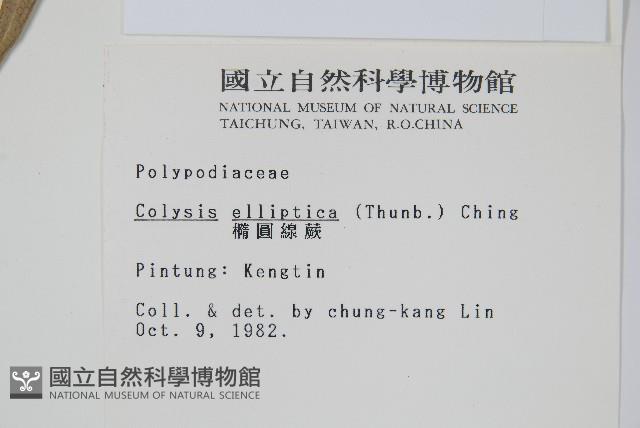 國立自然科學博物館
NATIONAL MUSEUM OF NATURAL SCIENCE
TAICHUNG, TAIWAN, R.O.CHINA
Polypodiaceae
Colysis elliptica (Thunb.) Ching
橢圓線蕨
Pintung: Kengtin
Coll. & det. by chung-kang Lin
Oct. 9, 1982.
國立自然科學博物館
NATIONAL MUSEUM OF NATURAL SCIENCE